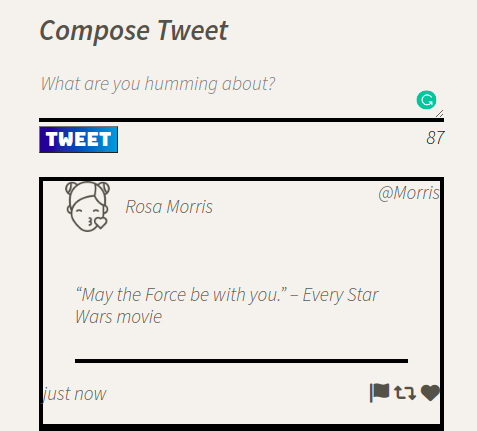 Compose Tweet
What are you humming about?
TWEET
87
Rosa Morris
@Morris
“May the Force be with you.” – Every Star
Wars movie
just now